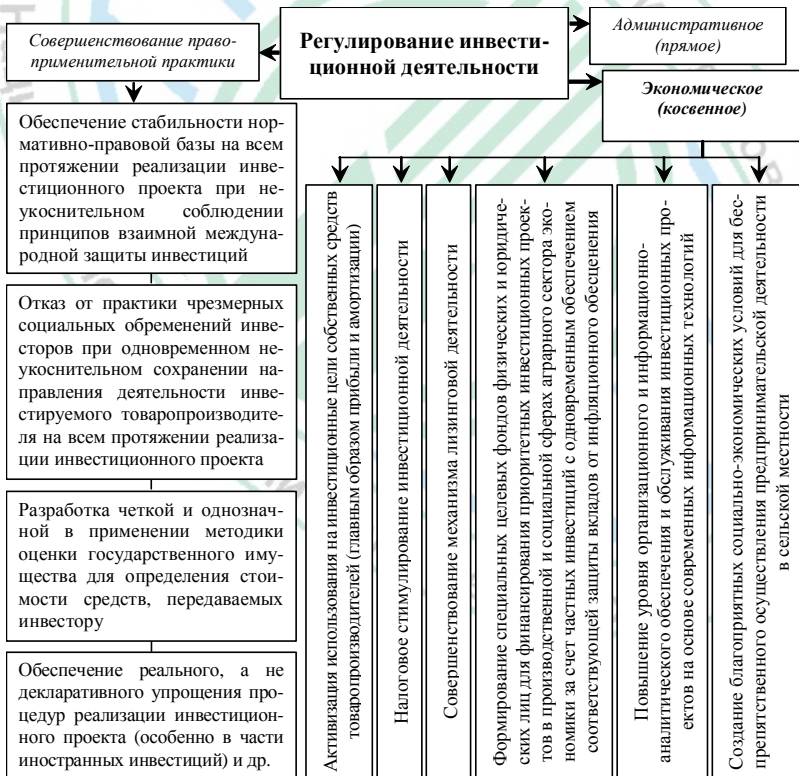 Регулирование инвести-
ционной деятельности
Совершенствование право-
применительной практики
Административное
(прямое)
Экономическое
(косвенное)
Обеспечение стабильности нор-
мативно-правовой базы на всем
протяжении реализации инве-
стиционного проекта при не-
укоснительном соблюдении
принципов взаимной междуна-
родной защиты инвестиций
Отказ от практики чрезмерных
социальных обременений инве-
сторов при одновременном не-
укоснительном сохранении на-
правления деятельности инве-
стируемого товаропроизводите-
ля на всем протяжении реализа-
ции инвестиционного проекта
Разработка четкой и однознач-
ной в применении методики
оценки государственного иму-
щества для определения стои-
мости средств, передаваемых
инвестору
Обеспечение реального, а не
декларативного упрощения про-
цедур реализации инвестицион-
ного проекта (особенно в части
иностранных инвестиций) и др.
Активизация использования на инвестиционные цели собственных средств
товаропроизводителей (главным образом прибыли и амортизации)
Налоговое стимулирование инвестиционной деятельности
Совершенствование механизма лизинговой деятельности
Формирование специальных целевых фондов физических и юридиче-
ских лиц для финансирования приоритетных инвестиционных проек-
тов в производственной и социальной сферах аграрного сектора эко-
номики за счет частных инвестиций с одновременным обеспечением
соответствующей защиты вкладов от инфляционного обесценения
Повышение уровня организационного и информационно-
аналитического обеспечения и обслуживания инвестиционных про-
ектов на основе современных информационных технологий
Создание благоприятных социально-экономических условий для бес-
препятственного осуществления предпринимательской деятельности
в сельской местности